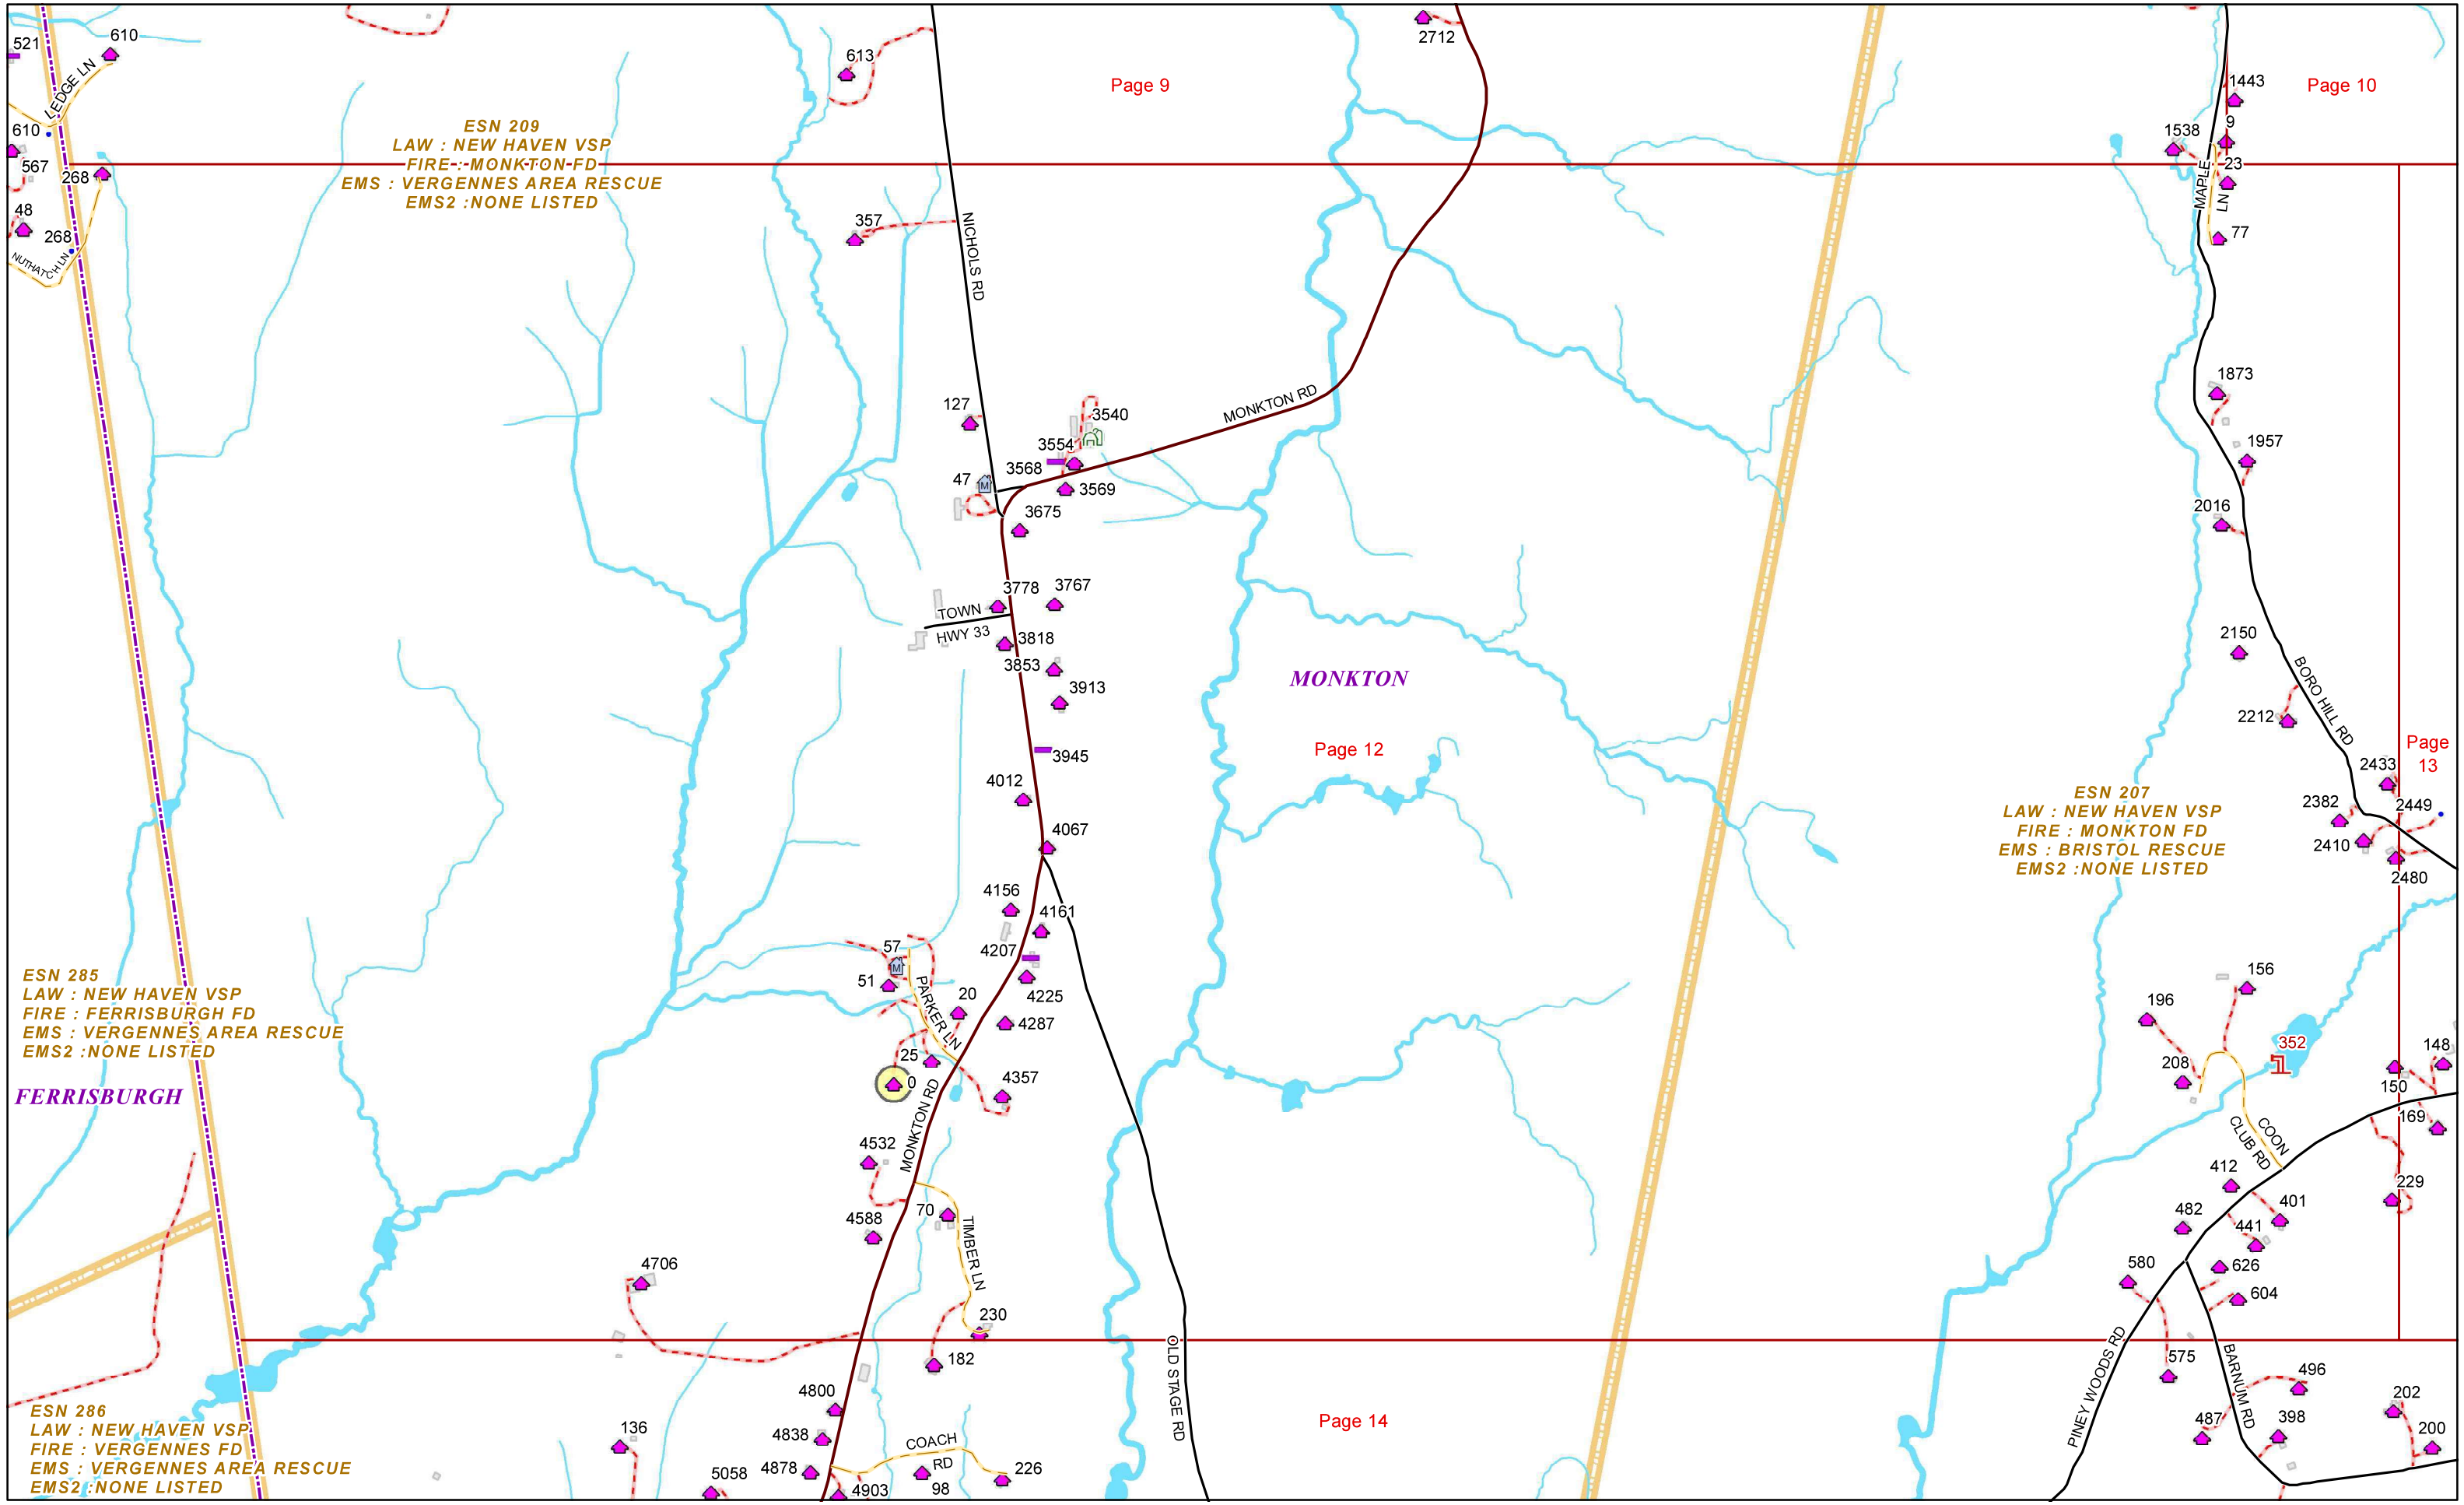 521
610
LEDGE LN
610
567
268
48
268
NUTHATCH LN
ESN 209
LAW : NEW HAVEN VSP
FIRE : MONKTON FD
EMS : VERGENNES AREA RESCUE
EMS2 :NONE LISTED
613
357
NICHOLS RD
Page 9
2712
Page 10
1443
9
1538
23
MAPLE
LN
77
127
3540
MONKTON RD
3554
3568
47
3569
3675
1873
1957
2016
3778
3767
TOWN
HWY 33
3818
3853
3913
3945
4012
4067
MONKTON
Page 12
2150
BORO HILL RD
2212
Page
13
2433
2382
2449
2410
2480
ESN 207
LAW : NEW HAVEN VSP
FIRE : MONKTON FD
EMS : BRISTOL RESCUE
EMS2 :NONE LISTED
4156
4161
4207
57
M
51
PARKER LN
20
4225
4287
25
0
4357
MONKTON RD
ESN 285
LAW : NEW HAVEN VSP
FIRE : FERRISBURGH FD
EMS : VERGENNES AREA RESCUE
EMS2 :NONE LISTED
FERRISBURGH
156
196
352
208
148
150
169
COON
CLUB RD
412
229
401
482
441
626
580
604
4532
70
4588
TIMBER LN
4706
230
182
OLD STAGE RD
Page 14
PINEY WOODS RD
575
BARNUM RD
496
202
487
398
200
4800
4838
COACH
RD
4878
226
98
4903
5058
136
ESN 286
LAW : NEW HAVEN VSP
FIRE : VERGENNES FD
EMS : VERGENNES AREA RESCUE
EMS2 :NONE LISTED
M